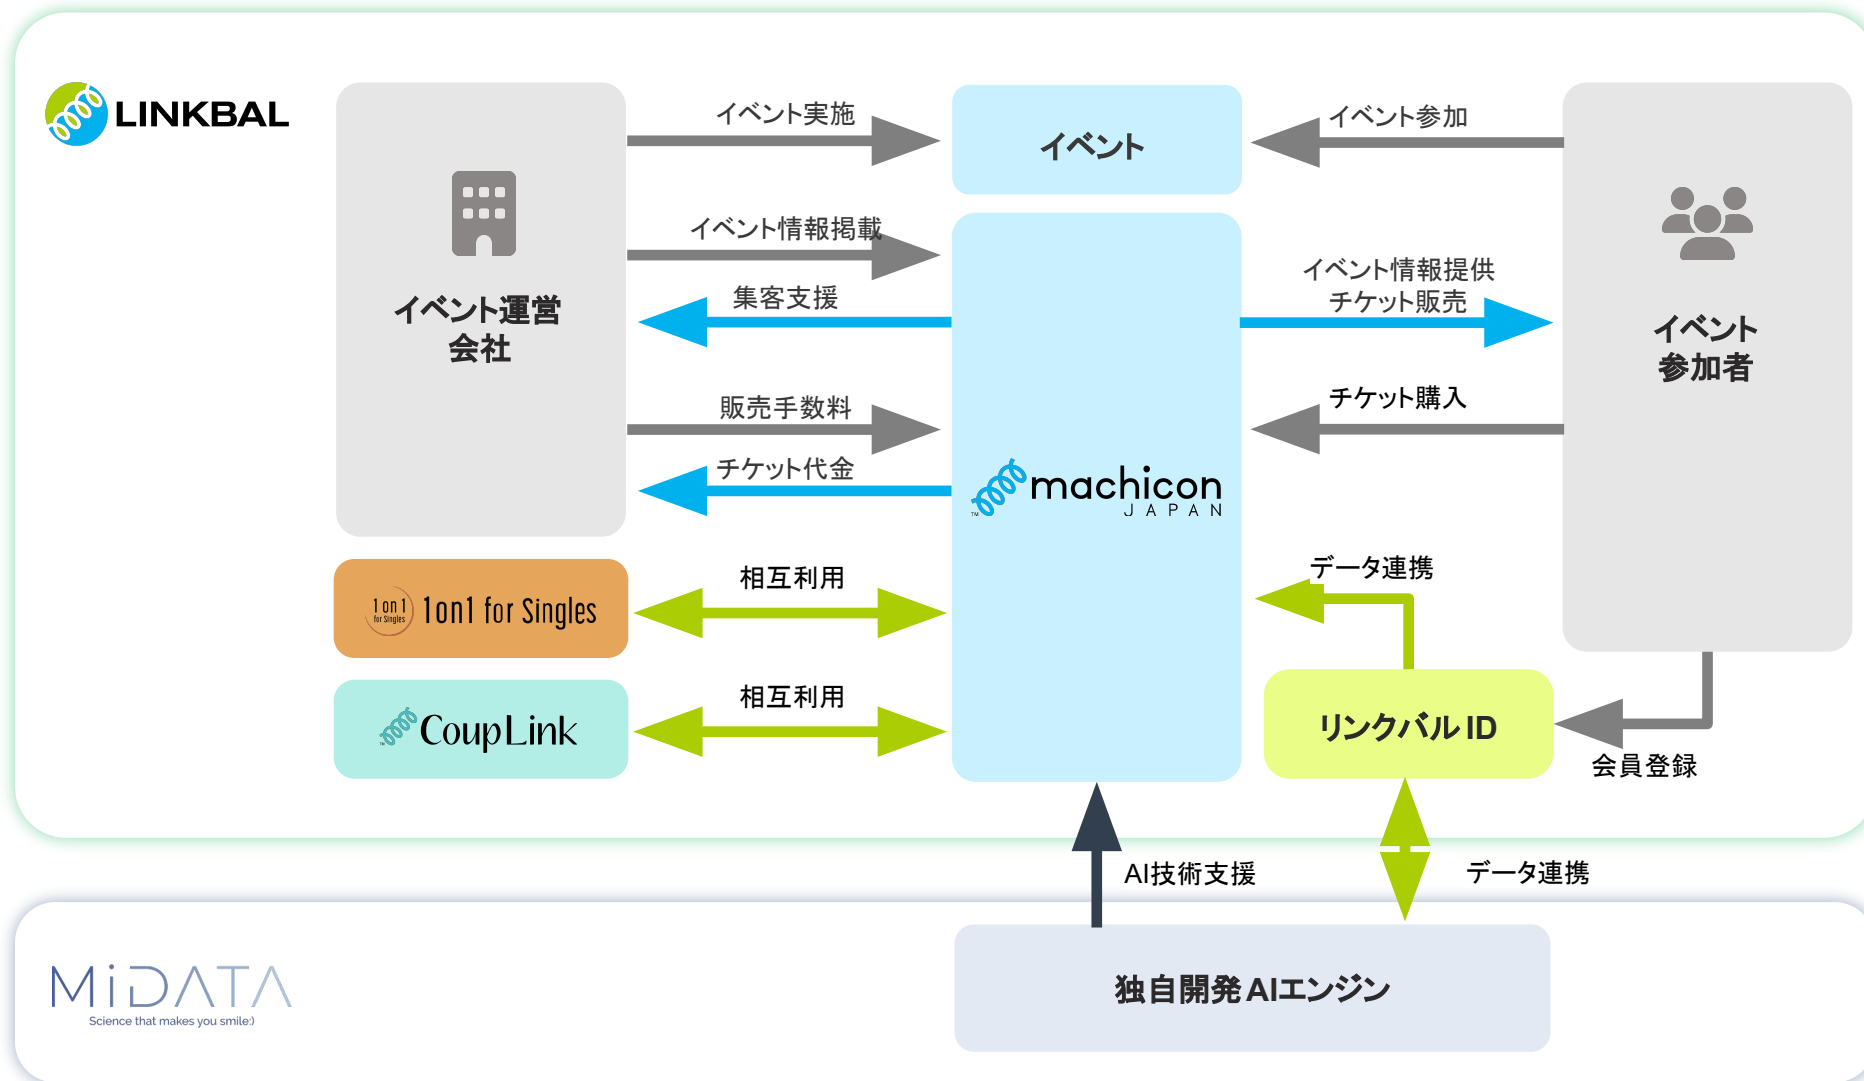 LINKBAL
イベント運営
会社
イベント実施
イベント情報掲載
集客支援
販売手数料
チケット代金
イベント
TM
machicon
JAPAN
イベント参加
イベント情報提供
チケット販売
チケット購入
イベント
参加者
1on1
for Singles
1on1 for Singles
相互利用
TM
CoupLink
相互利用
データ連携
リンクバル ID
会員登録
AI技術支援
データ連携
MiDATA
Science that makes you smile:)
独自開発 AIエンジン